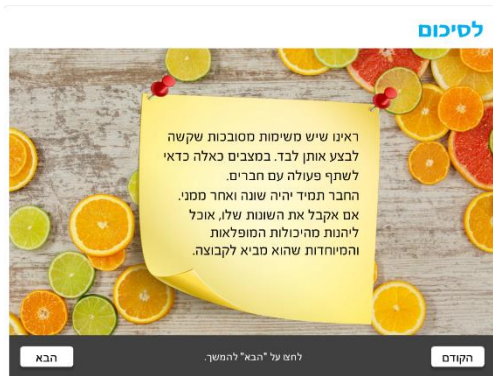 לסיכום
ראינו שיש משימות מסובכות שקשה
לבצע אותן לבד. במצבים כאלה כדאי
לשתף פעולה עם חברים.
החבר תמיד יהיה שונה ואחר ממני.
אם אקבל את השונות שלו, אוכל
ליהנות מהיכולות המופלאות
והמיוחדות שהוא מביא לקבוצה.
הקודם
לחצו על "הבא" להמשך.
הבא